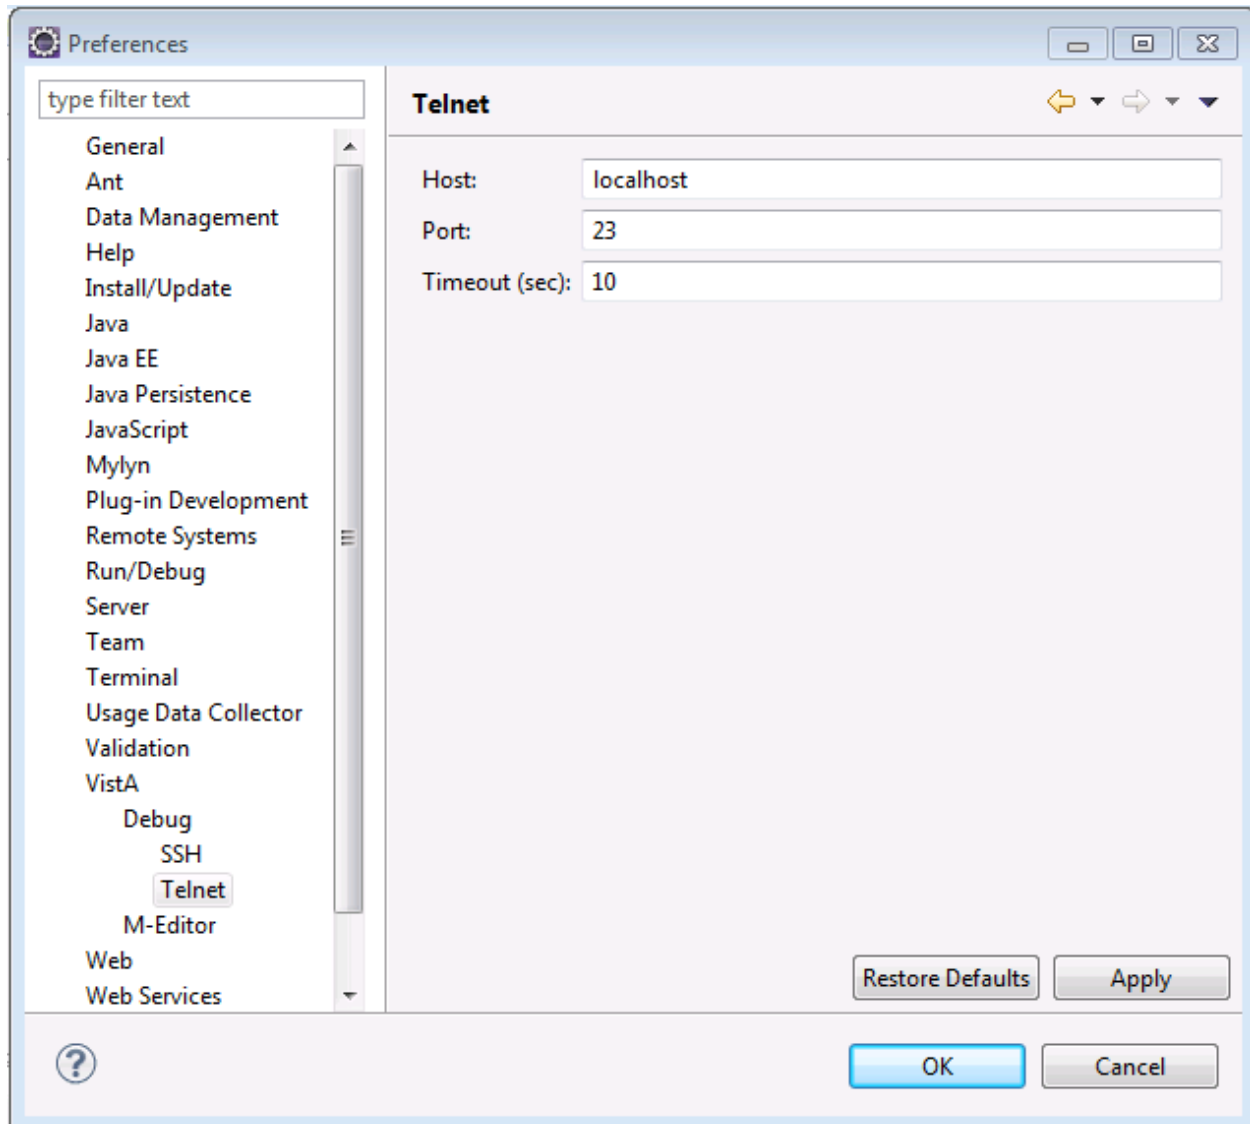 Preferences
type filter text
General
Ant
Data Management
Help
Install/Update
Java
Java EE
Java Persistence
JavaScript
Mylyn
Plug-in Development
Remote Systems
Run/Debug
Server
Team
Terminal
Usage Data Collector
Validation
VistA
Debug
SSH
Telnet
M-Editor
Web
Web Services
Telnet
Host: localhost
Port: 23
Timeout (sec): 10
Restore Defaults Apply
? OK Cancel